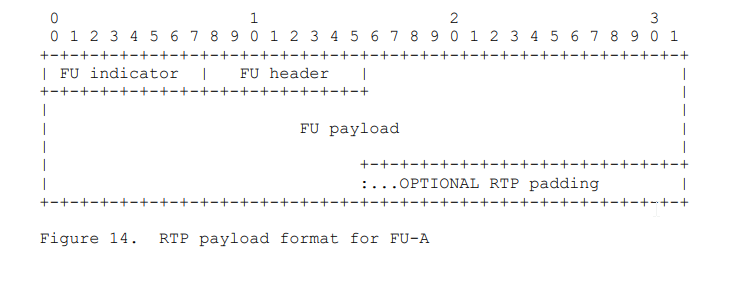 0                   1                   2                   3
 0 1 2 3 4 5 6 7 8 9 0 1 2 3 4 5 6 7 8 9 0 1 2 3 4 5 6 7 8 9 0 1
+-+-+-+-+-+-+-+-+-+-+-+-+-+-+-+-+-+-+-+-+-+-+-+-+-+-+-+-+-+-+-+-+
| FU indicator  |   FU header   |                               |
+-+-+-+-+-+-+-+-+-+-+-+-+-+-+-+-+                               |
|                                                               |
|                         FU payload                            |
|                                                               |
|                               +-+-+-+-+-+-+-+-+-+-+-+-+-+-+-+-+
|                               :...OPTIONAL RTP padding        |
+-+-+-+-+-+-+-+-+-+-+-+-+-+-+-+-+-+-+-+-+-+-+-+-+-+-+-+-+-+-+-+-+
Figure 14.  RTP payload format for FU-A